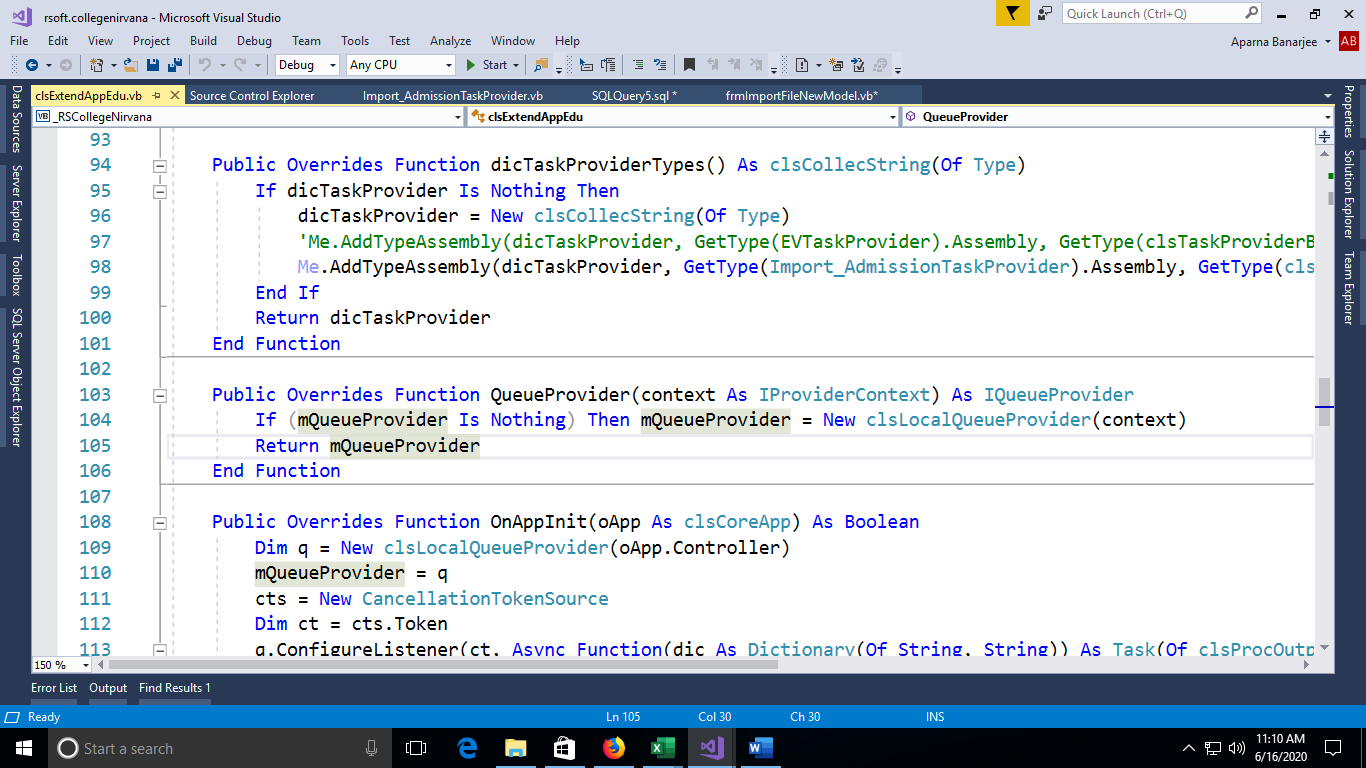 rsoft.collegenirvana - Microsoft Visual Studio
Quick Launch (Ctrl+Q)
File Edit View Project Build Debug Team Tools Test Analyze Window Help
Aparna Banarjee AB
Debug Any CPU Start
clsExtendAppEdu.vb Source Control Explorer Import_AdmissionTaskProvider.vb SQLQuery5.sql * frmImportFileNewModel.vb*
VB _RSCollegeNirvana clsExtendAppEdu QueueProvider
Data Sources
Server Explorer
Toolbox
SQL Server Object Explorer
93
94 Public Overrides Function dicTaskProviderTypes() As clsCollecString(Of Type)
95 If dicTaskProvider Is Nothing Then
96 dicTaskProvider = New clsCollecString(Of Type)
97 'Me.AddTypeAssembly(dicTaskProvider, GetType(EVTaskProvider).Assembly, GetType(clsTaskProviderB
98 Me.AddTypeAssembly(dicTaskProvider, GetType(Import_AdmissionTaskProvider).Assembly, GetType(cls
99 End If
100 Return dicTaskProvider
101 End Function
102
103 Public Overrides Function QueueProvider(context As IProviderContext) As IQueueProvider
104 If (mQueueProvider Is Nothing) Then mQueueProvider = New clsLocalQueueProvider(context)
105 Return mQueueProvider
106 End Function
107
108 Public Overrides Function OnAppInit(oApp As clsCoreApp) As Boolean
109 Dim q = New clsLocalQueueProvider(oApp.Controller)
110 mQueueProvider = q
111 cts = New CancellationTokenSource
112 Dim ct = cts.Token
113 q.ConfigureListener(ct, Async Function(dic As Dictionary(Of String, String)) As Task(Of clsProcOutp
Properties
Solution Explorer
Team Explorer
150 %
Error List Output Find Results 1
Ready Ln 105 Col 30 Ch 30 INS
Start a search
11:10 AM
6/16/2020